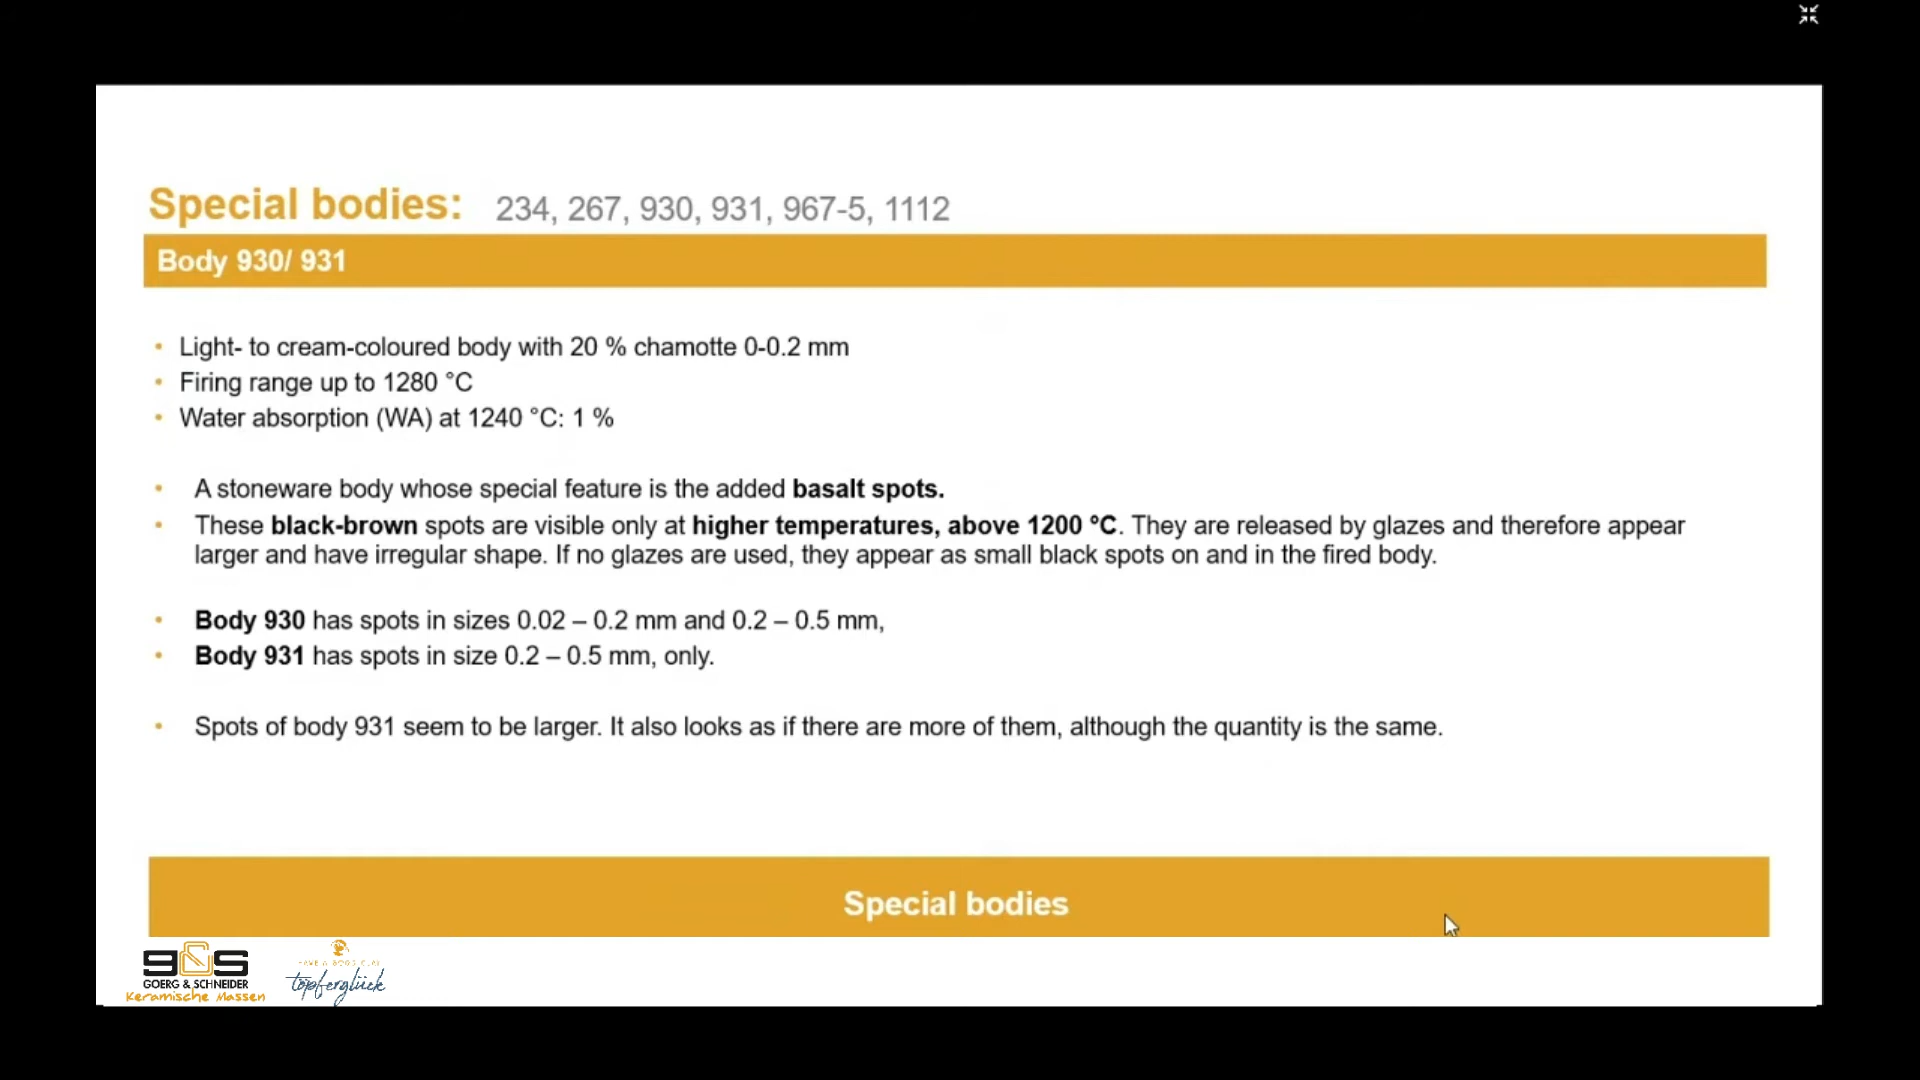 Special bodies: 234, 267, 930, 931, 967-5, 1112
Body 930/ 931
• Light- to cream-coloured body with 20 % chamotte 0-0.2 mm
• Firing range up to 1280 °C
• Water absorption (WA) at 1240 °C: 1 %
• A stoneware body whose special feature is the added basalt spots.
• These black-brown spots are visible only at higher temperatures, above 1200 °C. They are released by glazes and therefore appear
larger and have irregular shape. If no glazes are used, they appear as small black spots on and in the fired body.
• Body 930 has spots in sizes 0.02 – 0.2 mm and 0.2 – 0.5 mm,
• Body 931 has spots in size 0.2 – 0.5 mm, only.
• Spots of body 931 seem to be larger. It also looks as if there are more of them, although the quantity is the same.
Special bodies
g&s
GOERG & SCHNEIDER
Keramische Massen
HAVE A GOOD CLAY
töpferglück